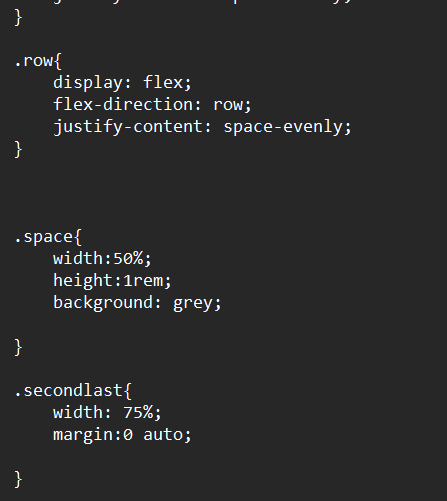 }
.row{
display: flex;
flex-direction: row;
justify-content: space-evenly;
}
.space{
width:50%;
height:1rem;
background: grey;
}
.secondlast{
width: 75%;
margin:0 auto;
}